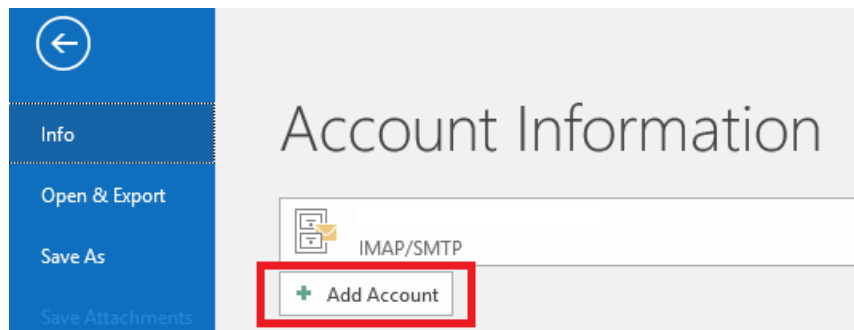 Info
Open & Export
Save As
Save Attachments
Account Information
IMAP/SMTP
Add Account